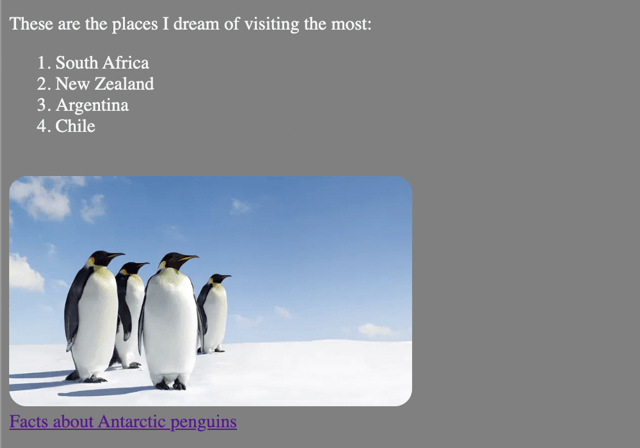 These are the places I dream of visiting the most:
1. South Africa
2. New Zealand
3. Argentina
4. Chile
Facts about Antarctic penguins